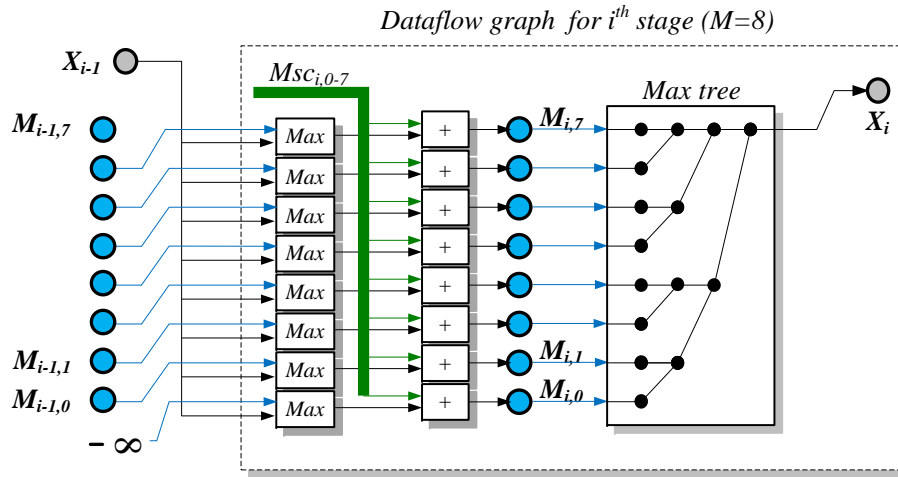 Dataflow graph for i^th stage (M=8)
X_i-1
Msc_i,0-7
Max tree
M_i-1,7
M_i,7
X_i
Max +
Max +
Max +
Max +
Max +
Max +
M_i-1,1
Max +
M_i,1
M_i-1,0
Max +
M_i,0
- ∞